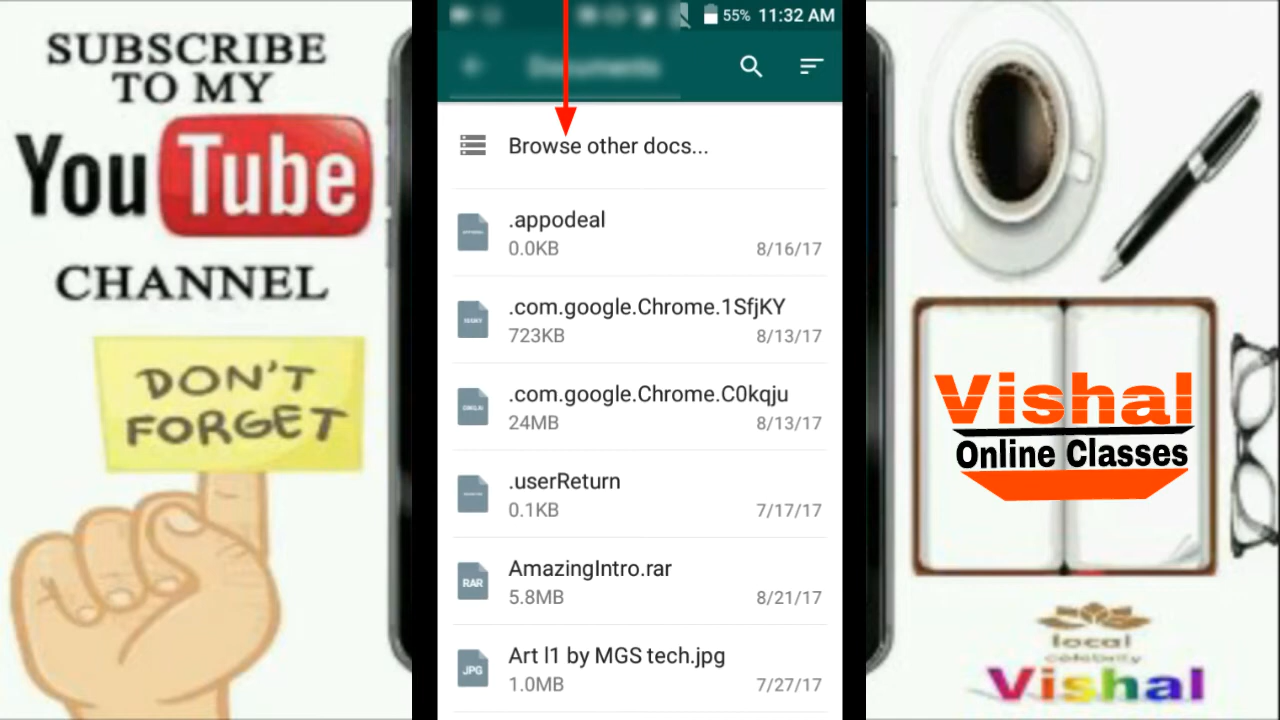 SUBSCRIBE
TO MY
YouTube
CHANNEL
DON'T
FORGET
55% 11:32 AM
Documents
Browse other docs...
.appodeal
0.0KB 8/16/17
.com.google.Chrome.1SfjKY
723KB 8/13/17
.com.google.Chrome.C0kqju
24MB 8/13/17
.userReturn
0.1KB 7/17/17
RAR AmazingIntro.rar
5.8MB 8/21/17
JPG Art l1 by MGS tech.jpg
1.0MB 7/27/17
Vishal
Online Classes
local
celebrity
Vishal